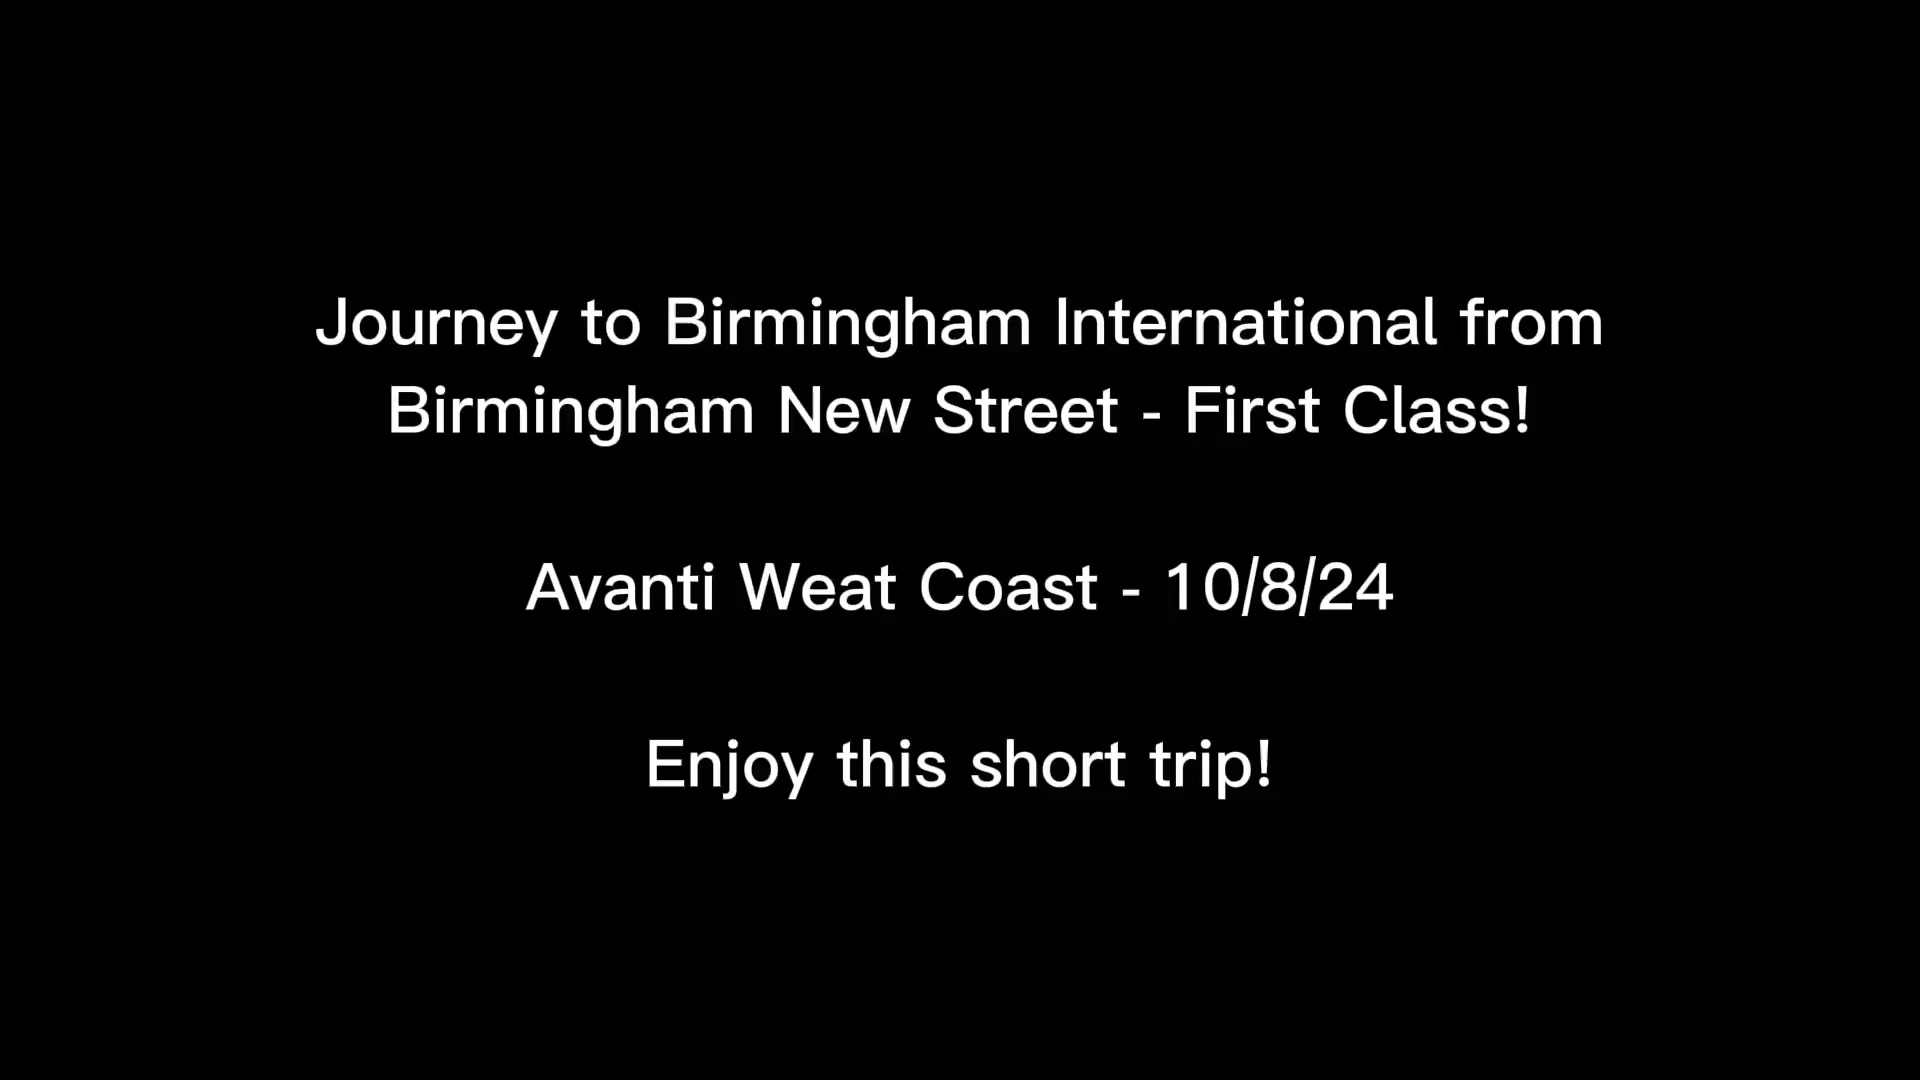 Journey to Birmingham International from
Birmingham New Street - First Class!
Avanti Weat Coast - 10/8/24
Enjoy this short trip!